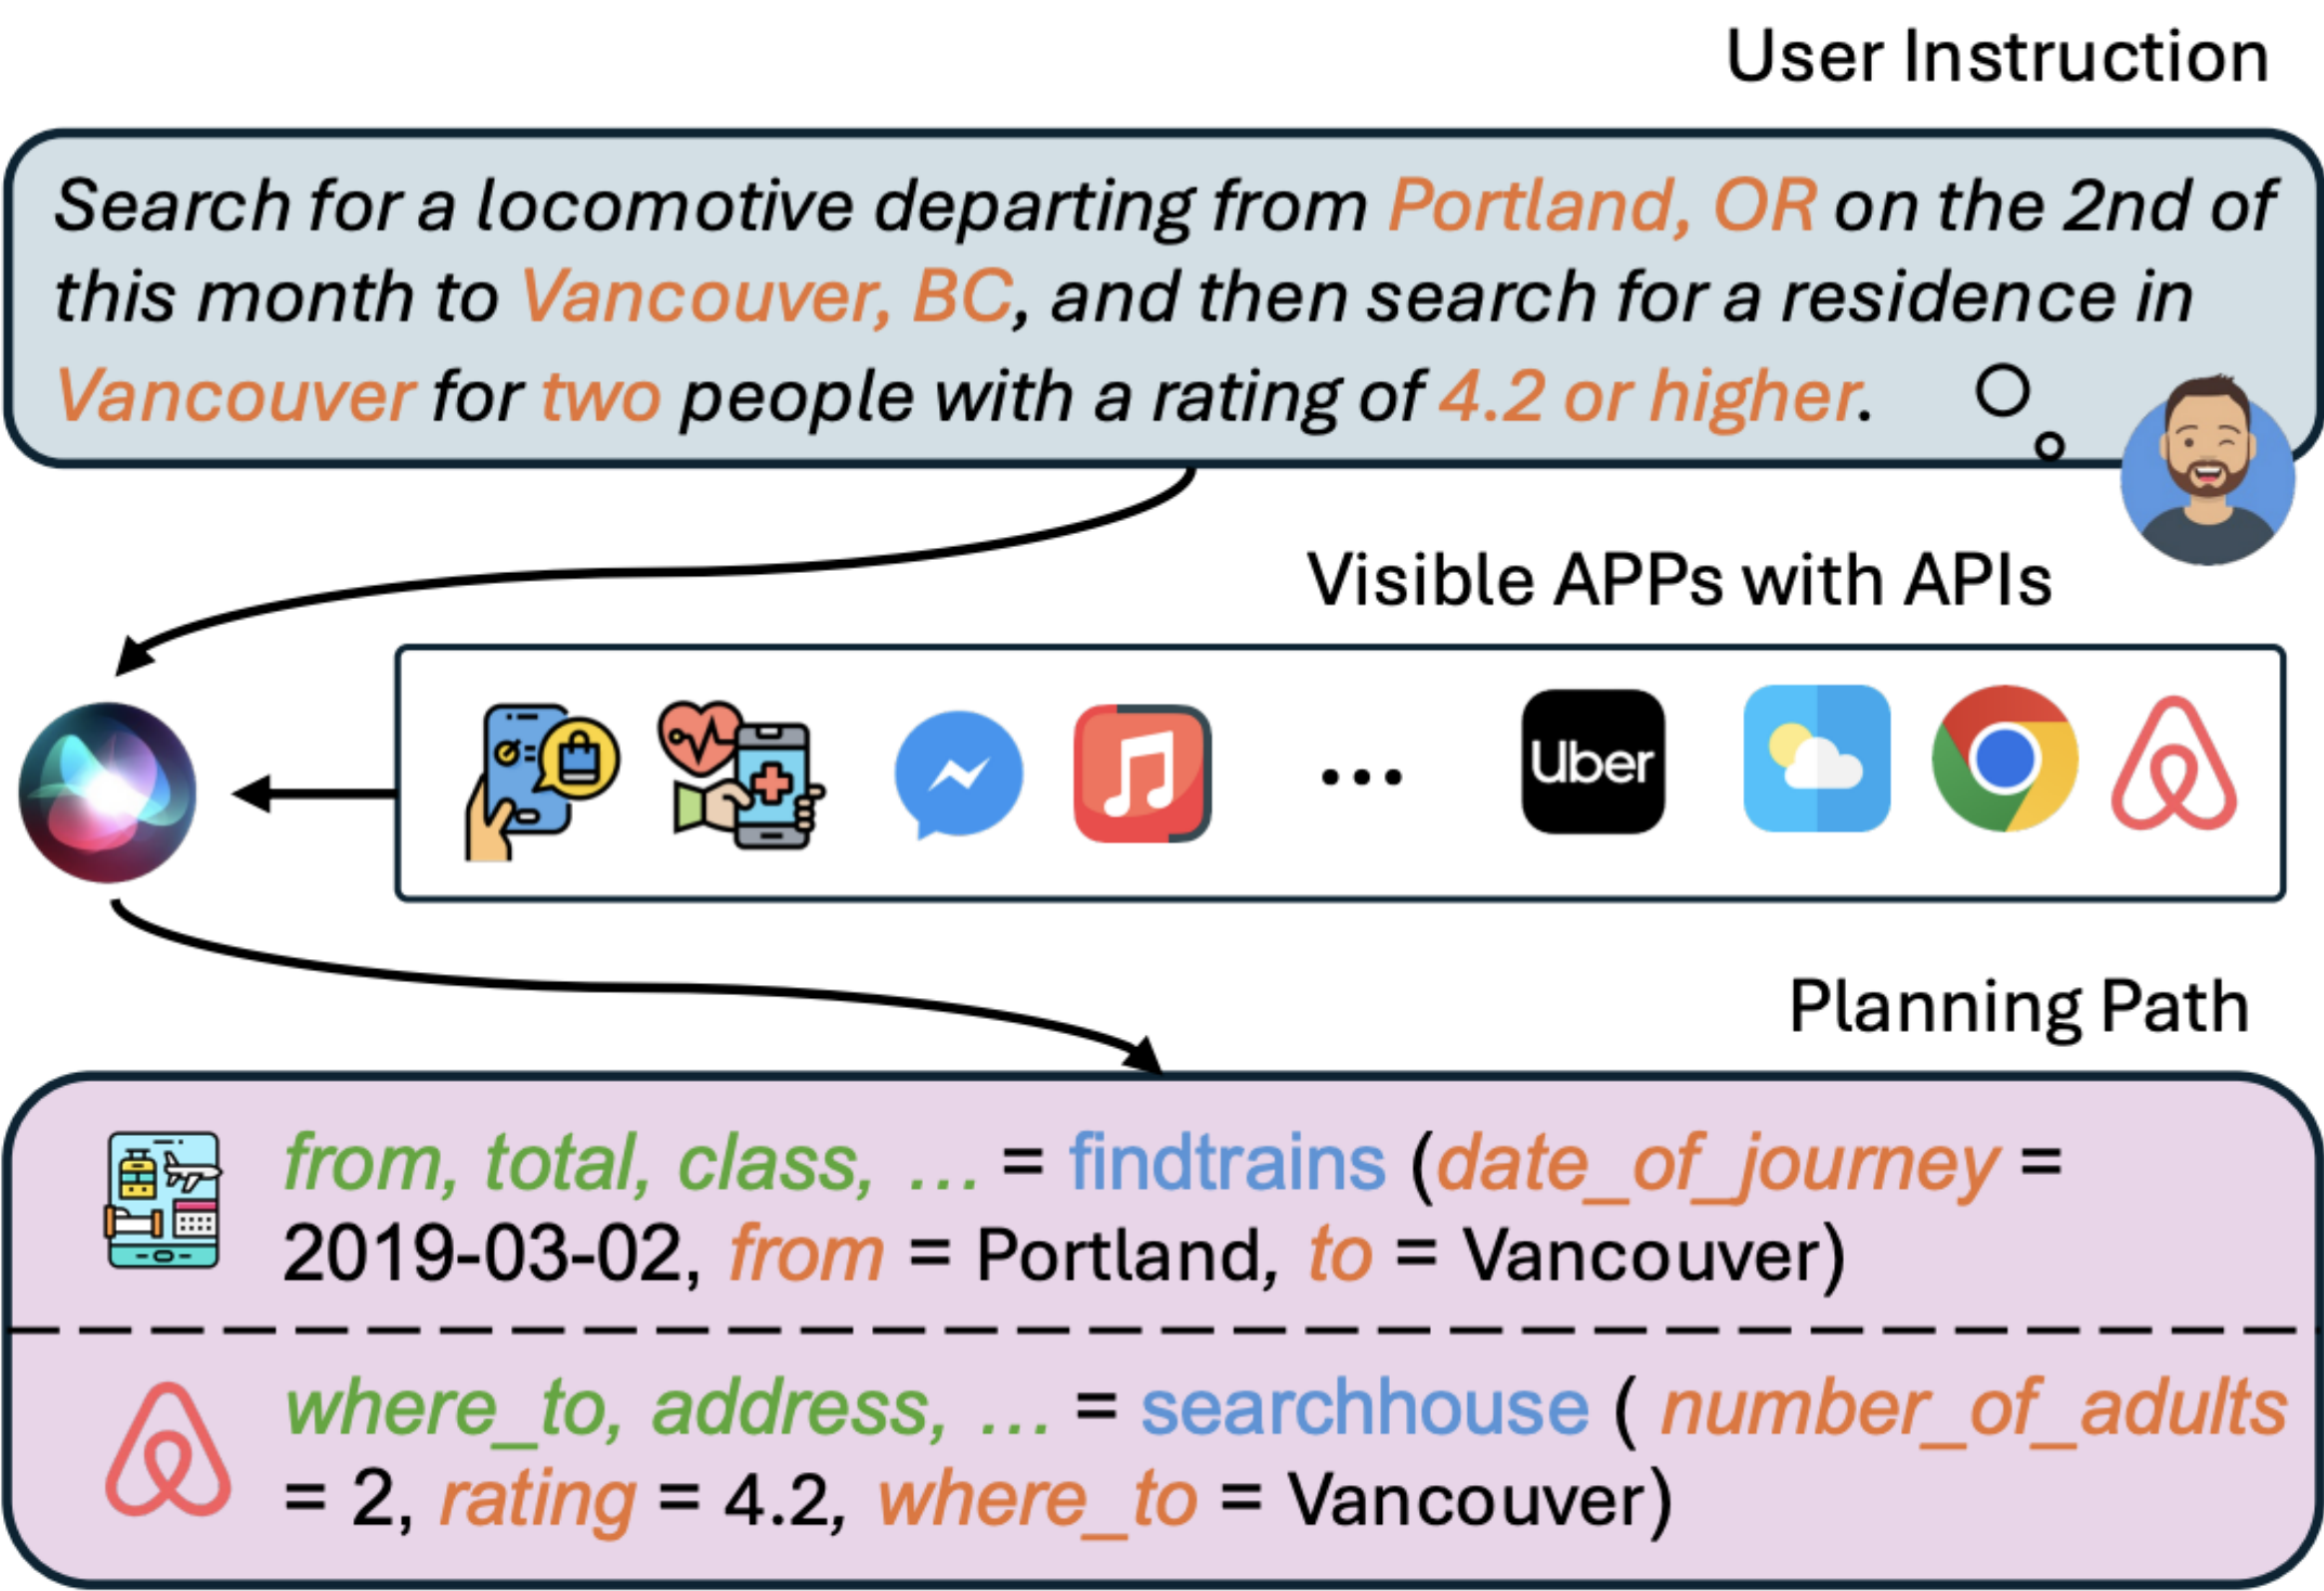 User Instruction
Search for a locomotive departing from Portland, OR on the 2nd of
this month to Vancouver, BC, and then search for a residence in
Vancouver for two people with a rating of 4.2 or higher.
Visible APPs with APIs
...
Uber
Planning Path
from, total, class, ... = findtrains (date_of_journey =
2019-03-02, from = Portland, to = Vancouver)
where_to, address, ... = searchhouse ( number_of_adults
= 2, rating = 4.2, where_to = Vancouver)